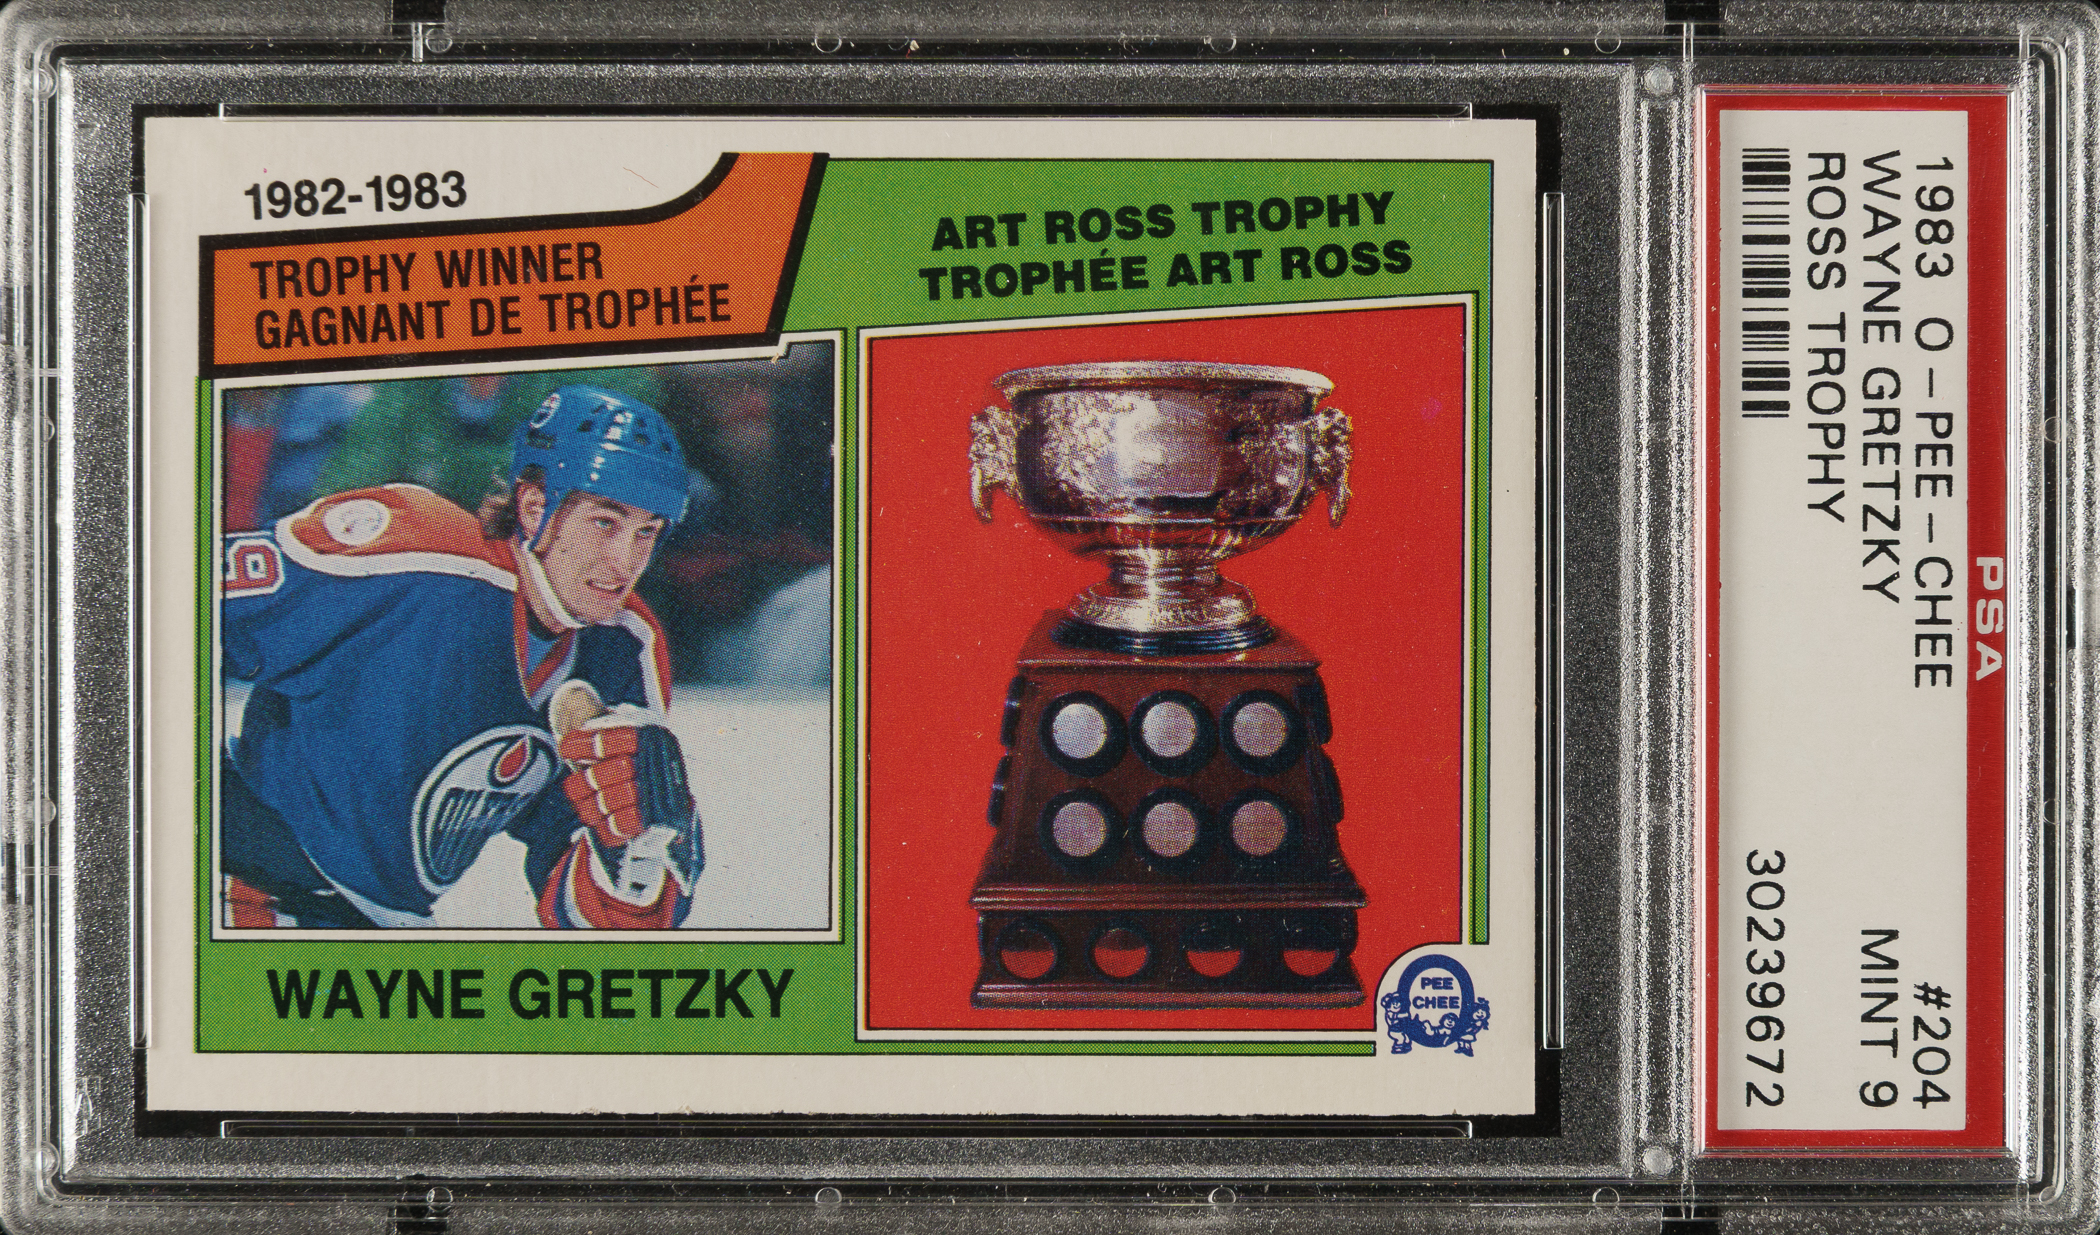 1982-1983
TROPHY WINNER
GAGNANT DE TROPHÉE
ART ROSS TROPHY
TROPHÉE ART ROSS
9
WAYNE GRETZKY
PEE
CHEE
PSA
1983 O-PEE-CHEE #204
WAYNE GRETZKY MINT 9
ROSS TROPHY
30239672